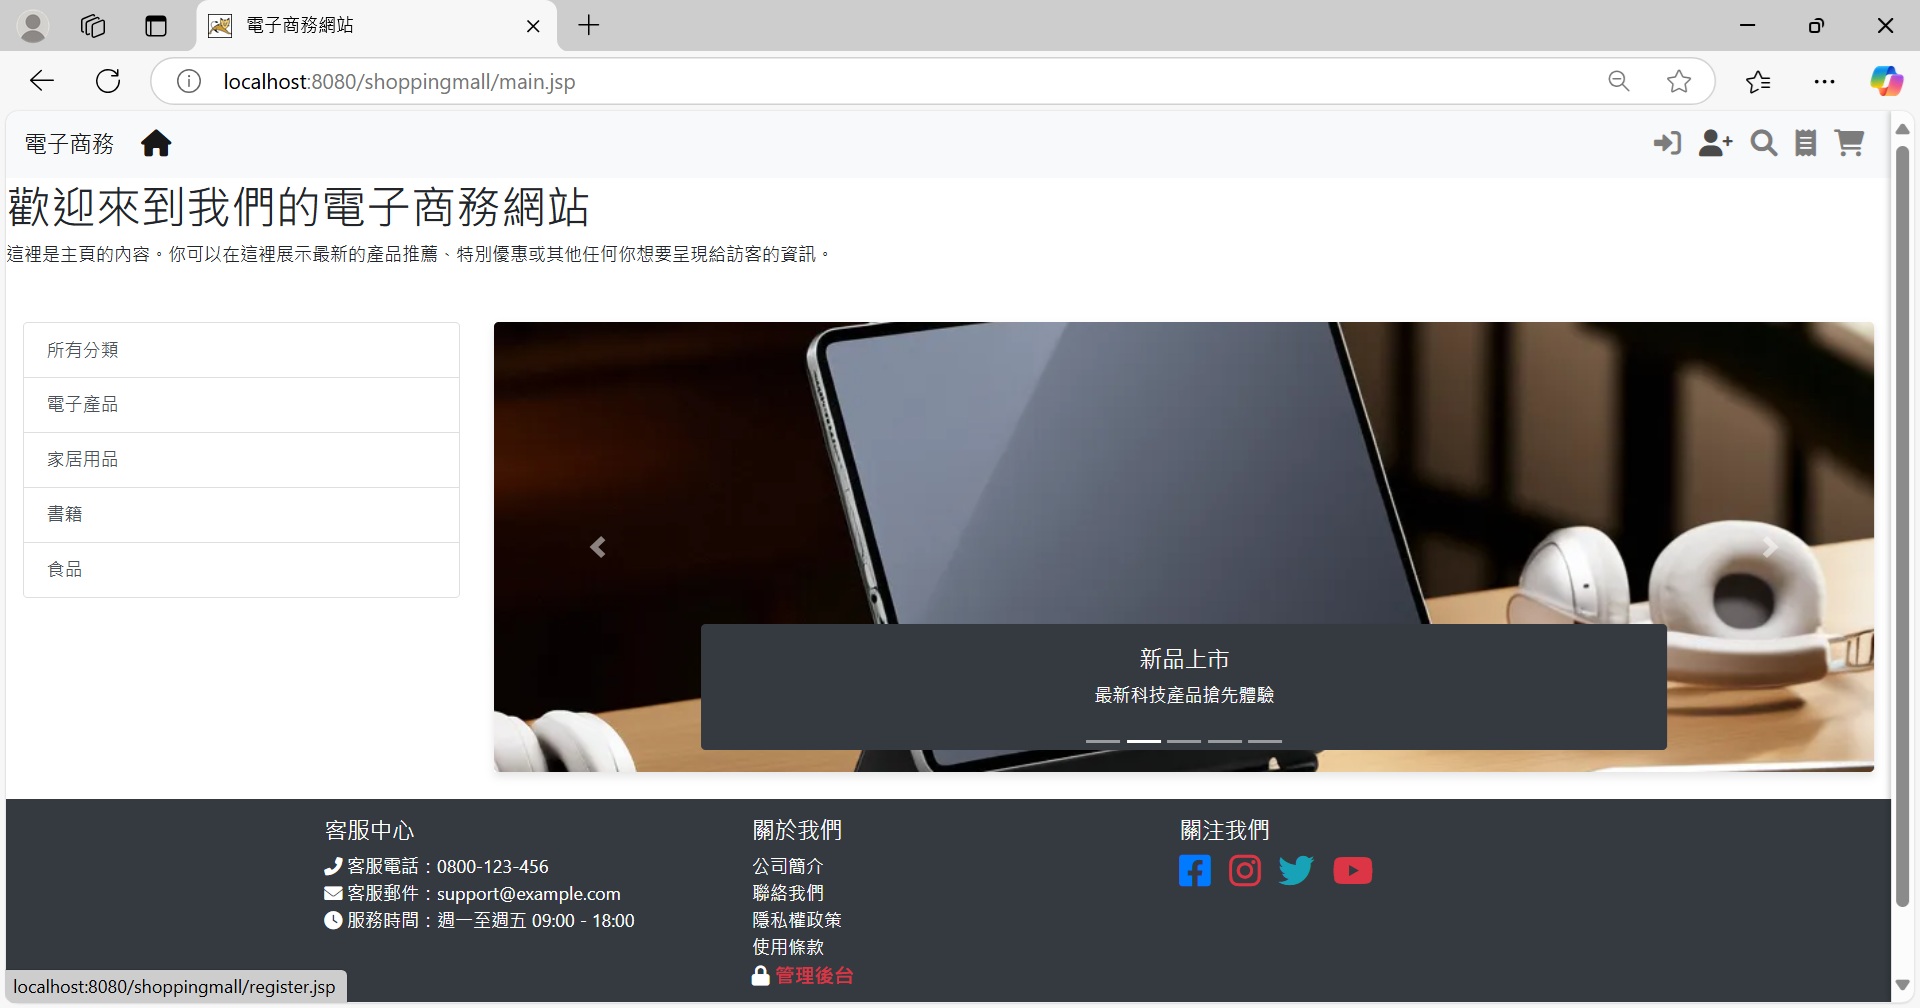 電子商務網站
localhost:8080/shoppingmall/main.jsp
電子商務
歡迎來到我們的電子商務網站
這裡是主頁的內容。你可以在這裡展示最新的產品推薦、特別優惠或其他任何你想要呈現給訪客的資訊。
所有分類
電子產品
家居用品
書籍
食品
新品上市
最新科技產品搶先體驗
客服中心
客服電話：0800-123-456
客服郵件：support@example.com
服務時間：週一至週五 09:00 - 18:00
關於我們
公司簡介
聯絡我們
隱私權政策
使用條款
管理後台
關注我們
localhost:8080/shoppingmall/register.jsp